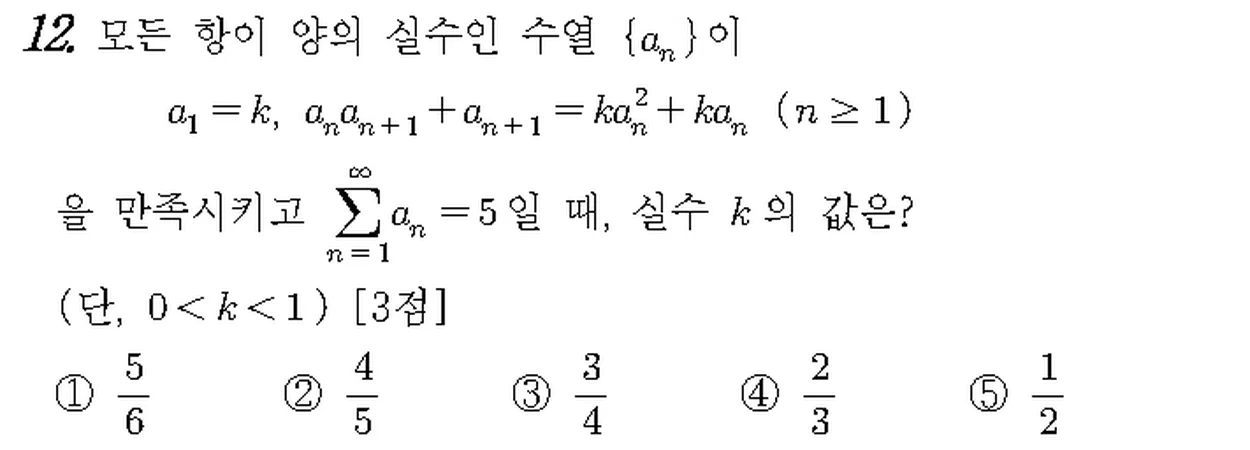 12. 모든 항이 양의 실수인 수열 {aₙ}이
a₁ = k, aₙaₙ₊₁ + aₙ₊₁ = kaₙ² + kaₙ (n ≥ 1)
을 만족시키고 ∑_{n=1}^{∞} aₙ = 5일 때, 실수 k의 값은?
(단, 0 < k < 1) [3점]
① 5/6 ② 4/5 ③ 3/4 ④ 2/3 ⑤ 1/2